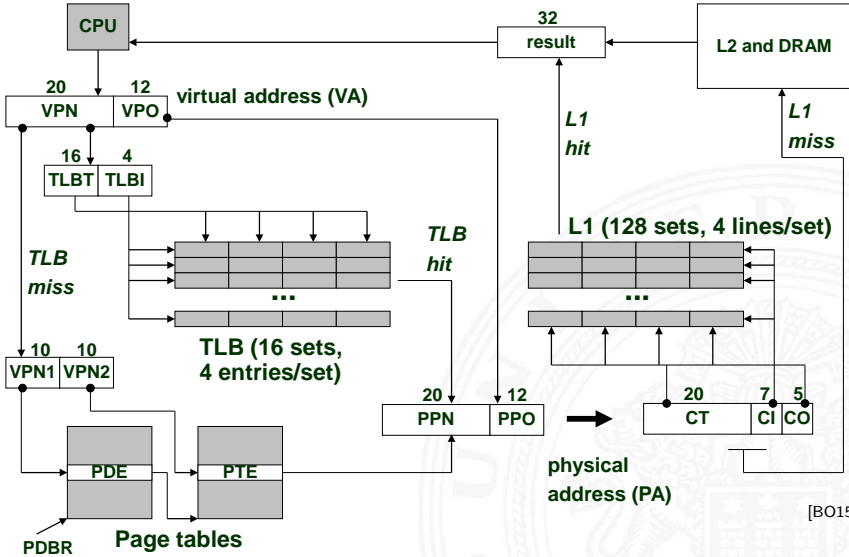 CPU
32
result
L2 and DRAM
20
12
VPN
VPO
virtual address (VA)
L1
hit
L1
miss
16
4
TLBT
TLBI
TLB
miss
TLB
hit
L1 (128 sets, 4 lines/set)
...
...
TLB (16 sets,
4 entries/set)
10
10
VPN1
VPN2
20
12
PPN
PPO
20
7
5
CT
CI
CO
PDE
PTE
physical
address (PA)
PDBR
Page tables
[BO15